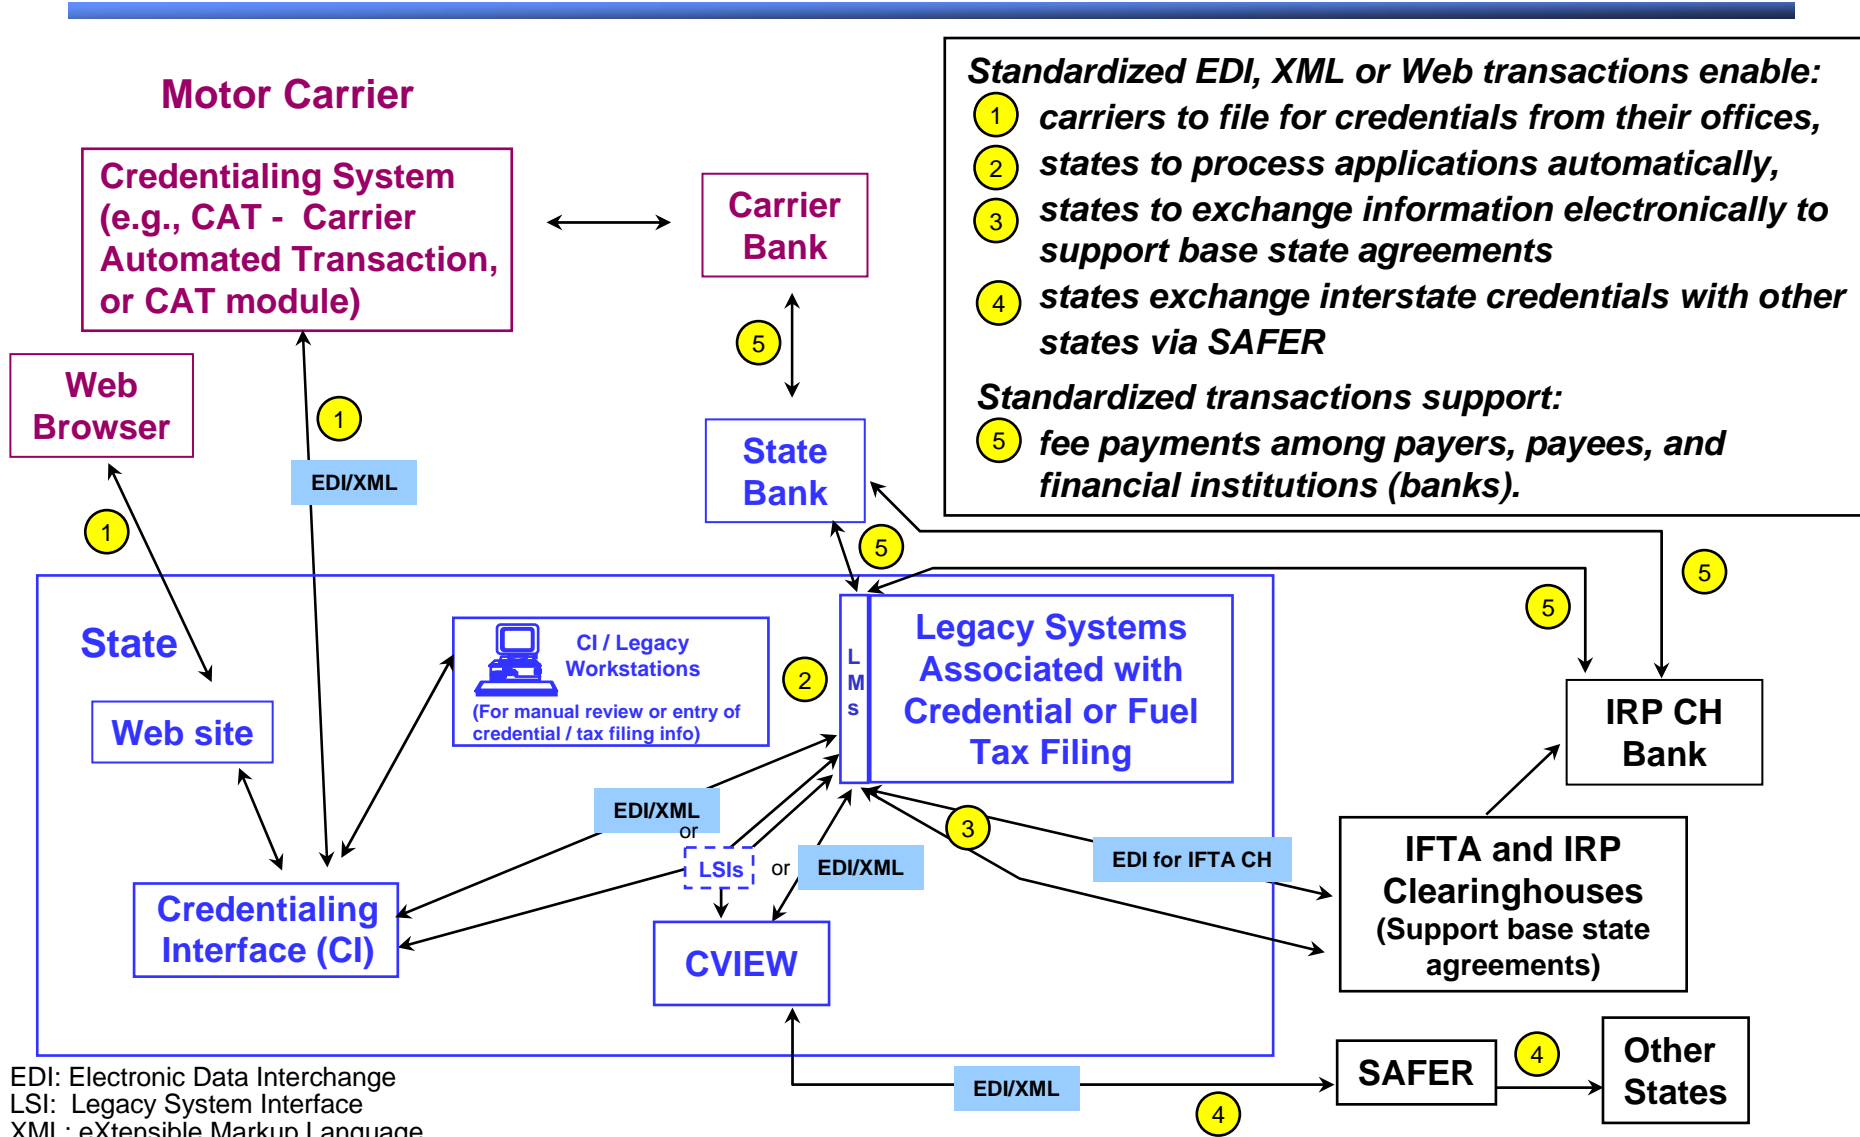 Motor Carrier
Credentialing System
(e.g., CAT - Carrier
Automated Transaction,
or CAT module)
Carrier
Bank
Standardized EDI, XML or Web transactions enable:
1 carriers to file for credentials from their offices,
2 states to process applications automatically,
3 states to exchange information electronically to
support base state agreements
4 states exchange interstate credentials with other
states via SAFER
Standardized transactions support:
5 fee payments among payers, payees, and
financial institutions (banks).
5
Web
Browser
1
EDI/XML
1
State
Bank
5
5
5
State
CI / Legacy
Workstations
(For manual review or entry of
credential / tax filing info)
2
L
M
s
Legacy Systems
Associated with
Credential or Fuel
Tax Filing
IRP CH
Bank
Web site
EDI/XML
or
LSIs
or
EDI/XML
3
EDI for IFTA CH
IFTA and IRP
Clearinghouses
(Support base state
agreements)
Credentialing
Interface (CI)
CVIEW
EDI/XML
4
SAFER
4
Other
States
EDI: Electronic Data Interchange
LSI: Legacy System Interface
XML: eXtensible Markup Language